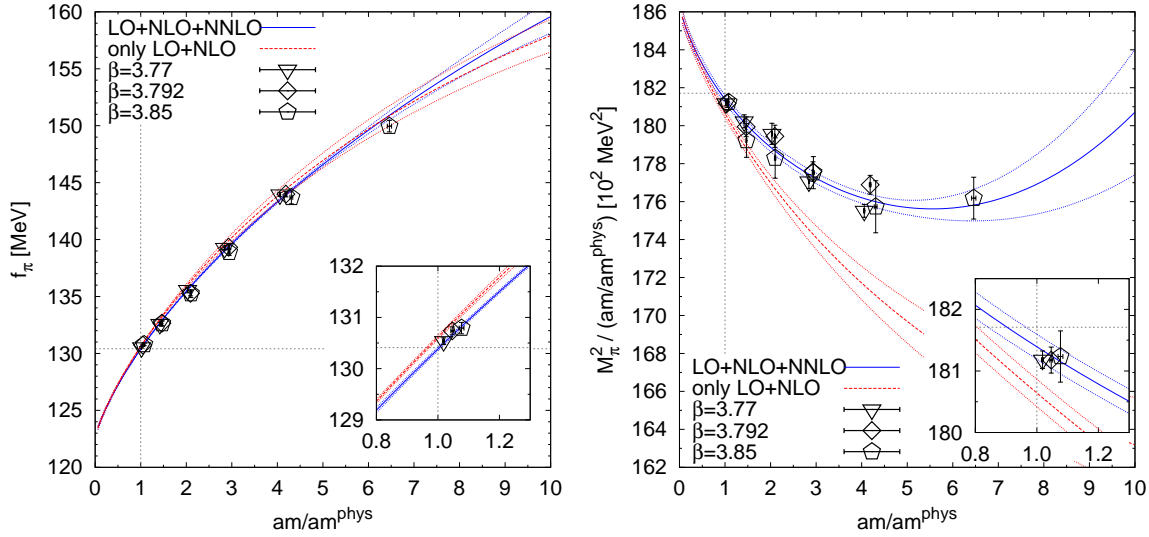 160
155
150
145
140
135
130
125
120
f_π [MeV]
LO+NLO+NNLO
only LO+NLO
β=3.77
β=3.792
β=3.85
132
131
130
129
0.8 1.0 1.2
0 1 2 3 4 5 6 7 8 9 10
am/am^phys
186
184
182
180
178
176
174
172
170
168
166
164
162
M_π^2 / (am/am^phys) [10^2 MeV^2]
182
181
180
0.8 1.0 1.2
LO+NLO+NNLO
only LO+NLO
β=3.77
β=3.792
β=3.85
0 1 2 3 4 5 6 7 8 9 10
am/am^phys